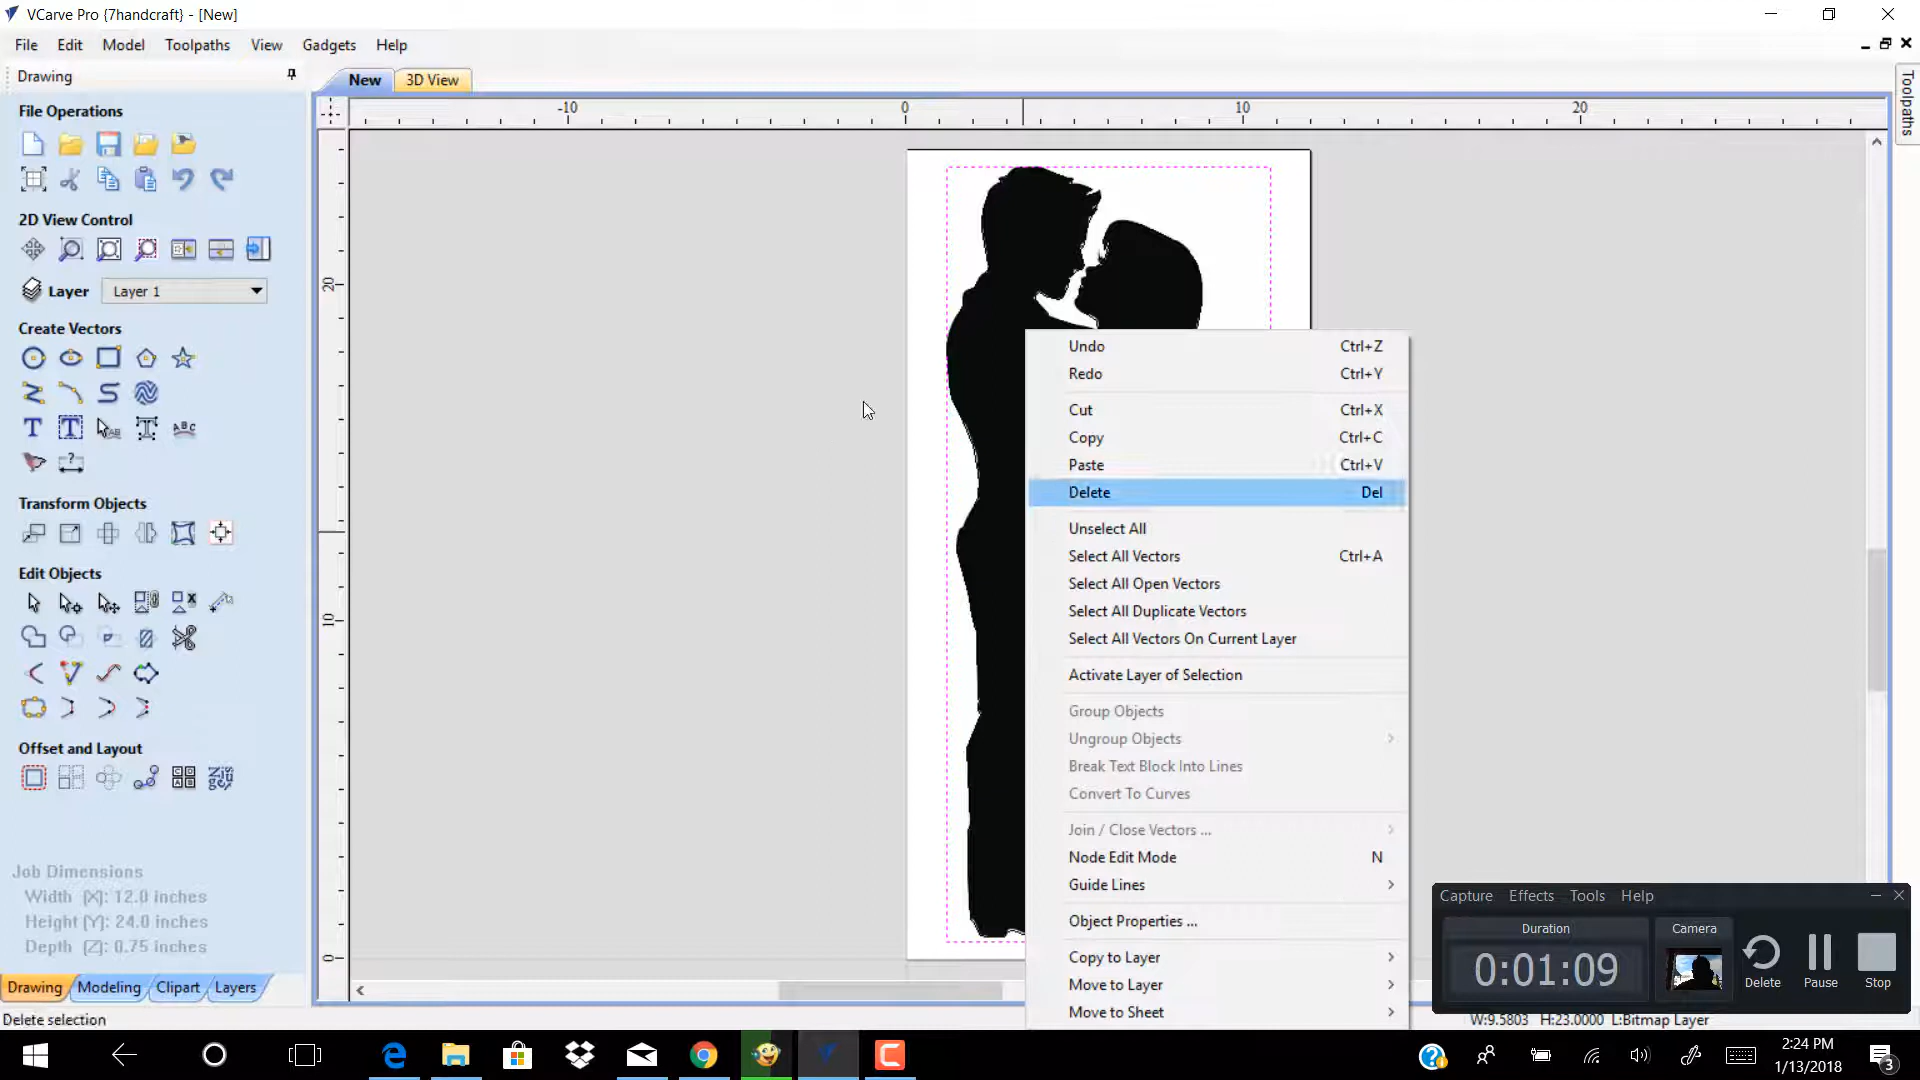 VCarve Pro {7handcraft} - [New]
File Edit Model Toolpaths View Gadgets Help
Drawing
New 3D View
Toolpaths
File Operations
-10 0 10 20
2D View Control
Layer Layer 1
20
Create Vectors
Undo Ctrl+Z
Redo Ctrl+Y
Cut Ctrl+X
Copy Ctrl+C
Paste Ctrl+V
Delete Del
Transform Objects
Unselect All
Select All Vectors Ctrl+A
Edit Objects
Select All Open Vectors
Select All Duplicate Vectors
10
Select All Vectors On Current Layer
Activate Layer of Selection
Group Objects
Ungroup Objects
Offset and Layout
Break Text Block Into Lines
Convert To Curves
Join / Close Vectors ...
Node Edit Mode N
Guide Lines
Object Properties ...
Copy to Layer
Move to Layer
Move to Sheet
0
Job Dimensions
Width (X): 12.0 inches
Height (Y): 24.0 inches
Depth (Z): 0.75 inches
Drawing Modeling Clipart Layers
Delete selection
Capture Effects Tools Help
Duration Camera
0:01:09
Delete Pause Stop
W:9.5803 H:23.0000 L:Bitmap Layer
2:24 PM
1/13/2018
3